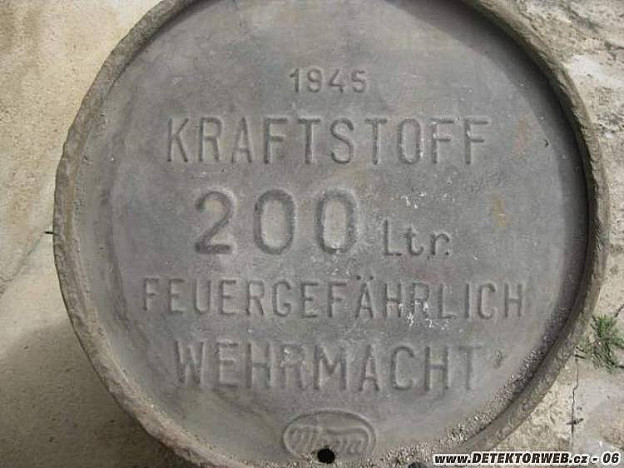 1945
KRAFTSTOFF
200 Ltr.
FEUERGEFÄHRLICH
WEHRMACHT
WWW.DETEKTORWEB.cz - 06